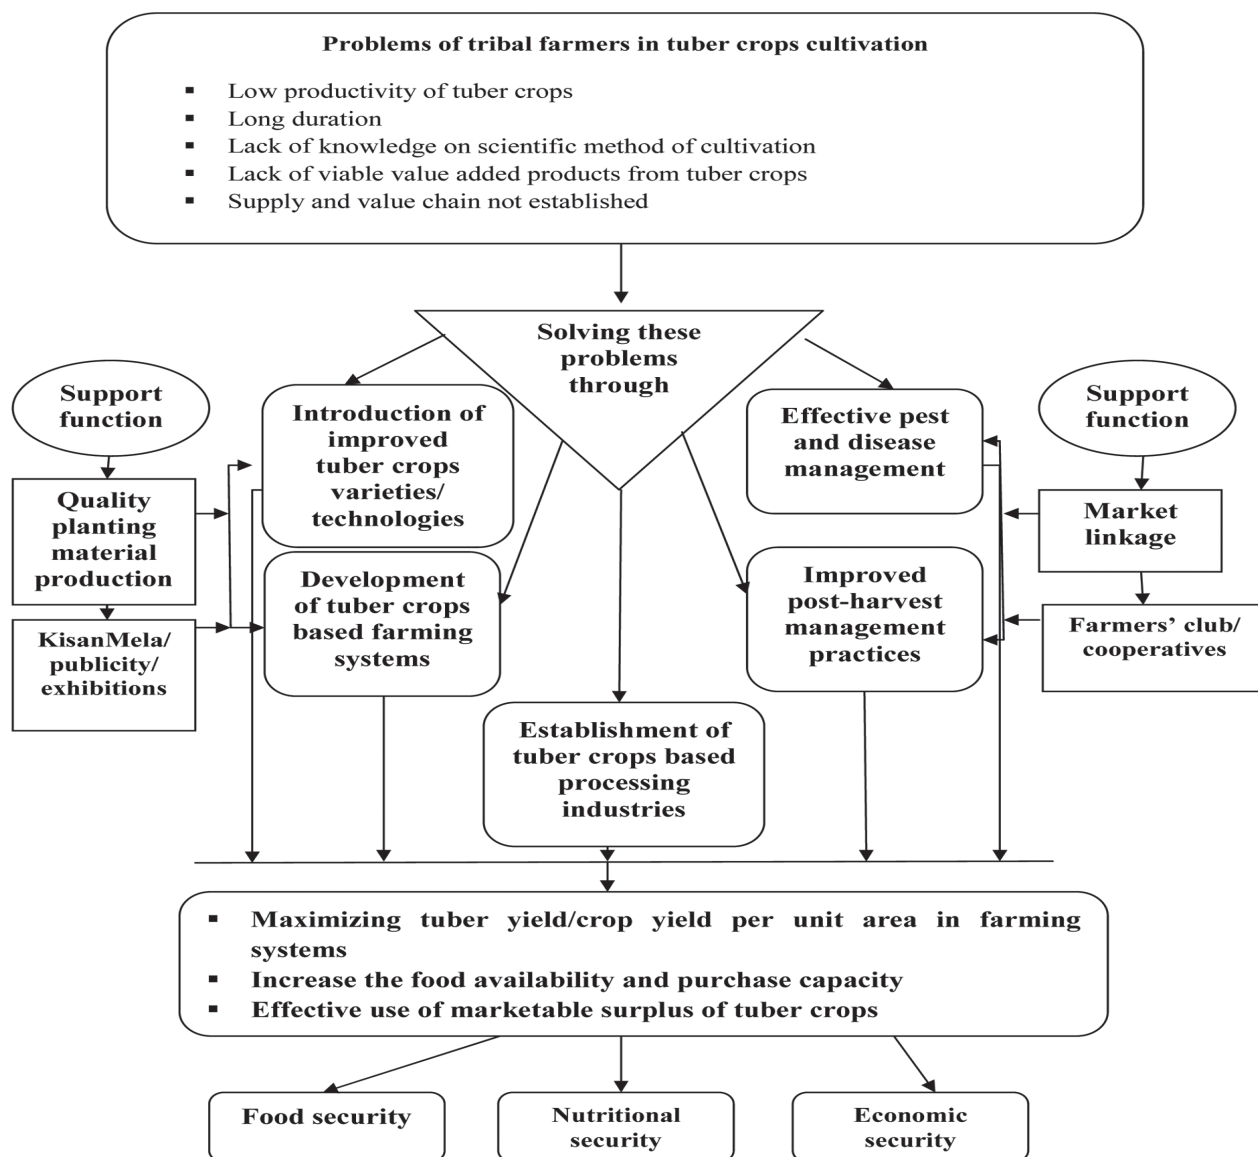 Problems of tribal farmers in tuber crops cultivation
▪ Low productivity of tuber crops
▪ Long duration
▪ Lack of knowledge on scientific method of cultivation
▪ Lack of viable value added products from tuber crops
▪ Supply and value chain not established
Solving these
problems
through
Support
function
Introduction of
improved
tuber crops
varieties/
technologies
Effective pest
and disease
management
Support
function
Quality
planting
material
production
Market
linkage
Development
of tuber crops
based farming
systems
Improved
post-harvest
management
practices
KisanMela/
publicity/
exhibitions
Farmers' club/
cooperatives
Establishment of
tuber crops based
processing
industries
▪ Maximizing tuber yield/crop yield per unit area in farming
systems
▪ Increase the food availability and purchase capacity
▪ Effective use of marketable surplus of tuber crops
Food security
Nutritional
security
Economic
security